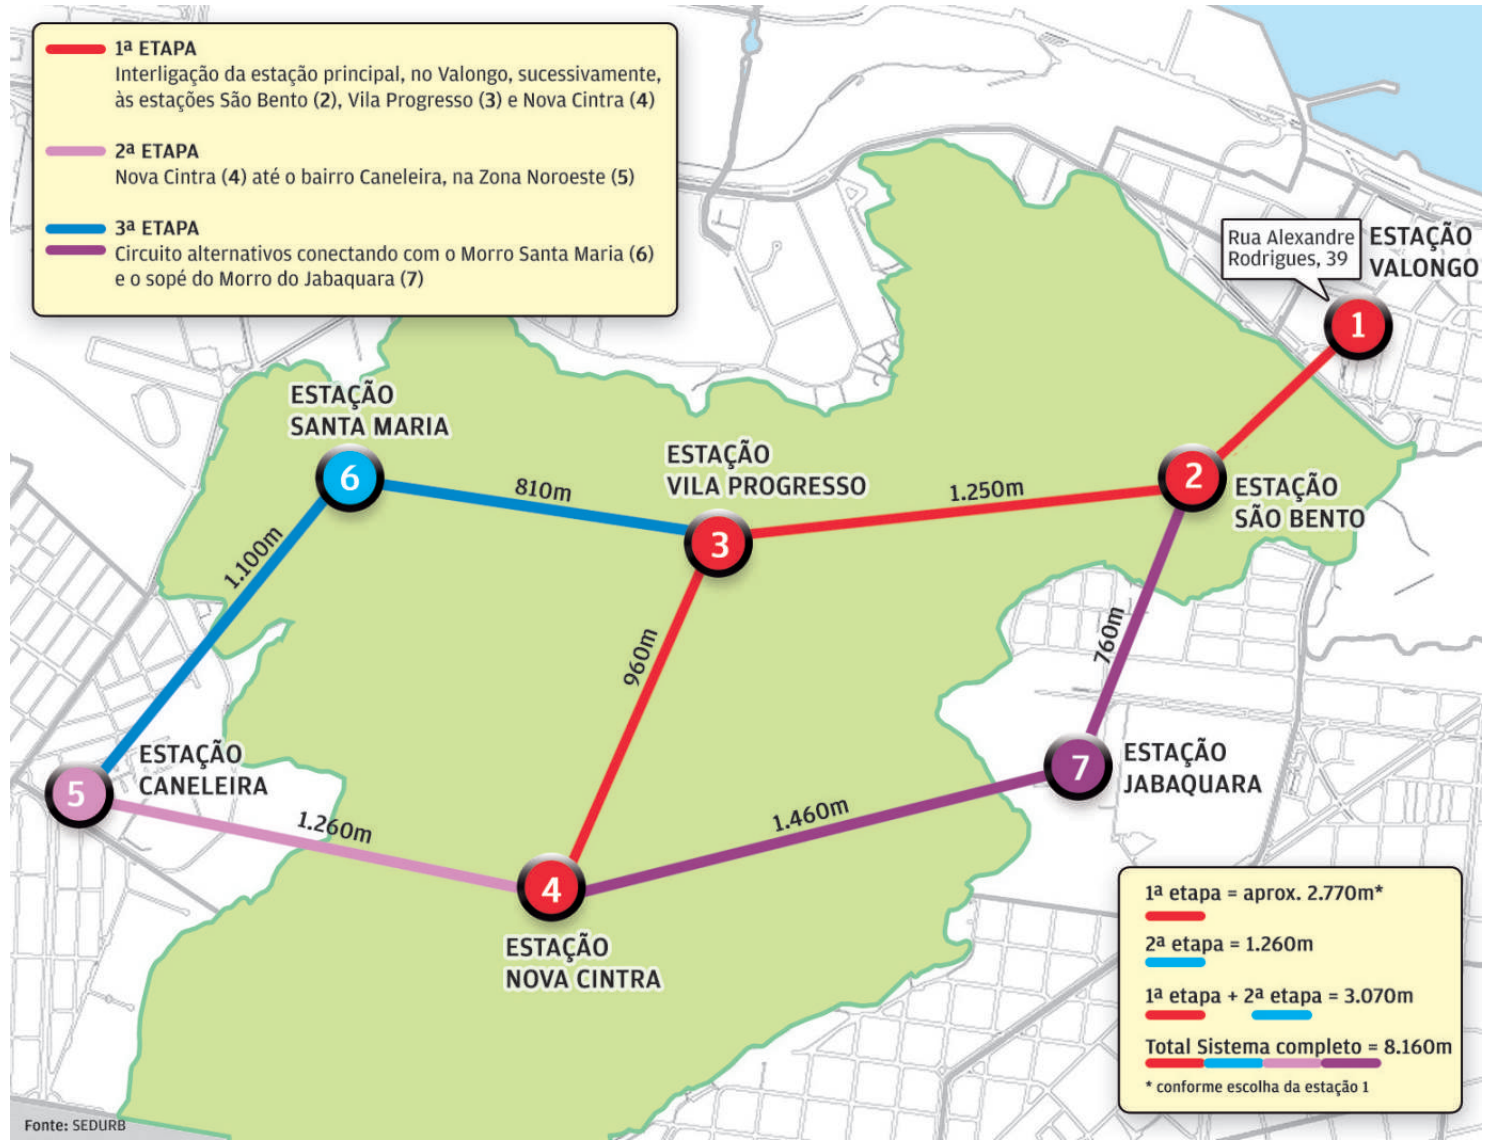 1ª ETAPA
Interligação da estação principal, no Valongo, sucessivamente,
às estações São Bento (2), Vila Progresso (3) e Nova Cintra (4)
2ª ETAPA
Nova Cintra (4) até o bairro Caneleira, na Zona Noroeste (5)
3ª ETAPA
Circuito alternativos conectando com o Morro Santa Maria (6)
e o sopé do Morro do Jabaquara (7)
Rua Alexandre
Rodrigues, 39
ESTAÇÃO
VALONGO
1
ESTAÇÃO
SANTA MARIA
6
810m
ESTAÇÃO
VILA PROGRESSO
3
1.250m
2
ESTAÇÃO
SÃO BENTO
1.100m
960m
760m
ESTAÇÃO
CANELEIRA
5
1.260m
4
ESTAÇÃO
NOVA CINTRA
1.460m
7
ESTAÇÃO
JABAQUARA
1ª etapa = aprox. 2.770m*
2ª etapa = 1.260m
1ª etapa + 2ª etapa = 3.070m
Total Sistema completo = 8.160m
* conforme escolha da estação 1
Fonte: SEDURB